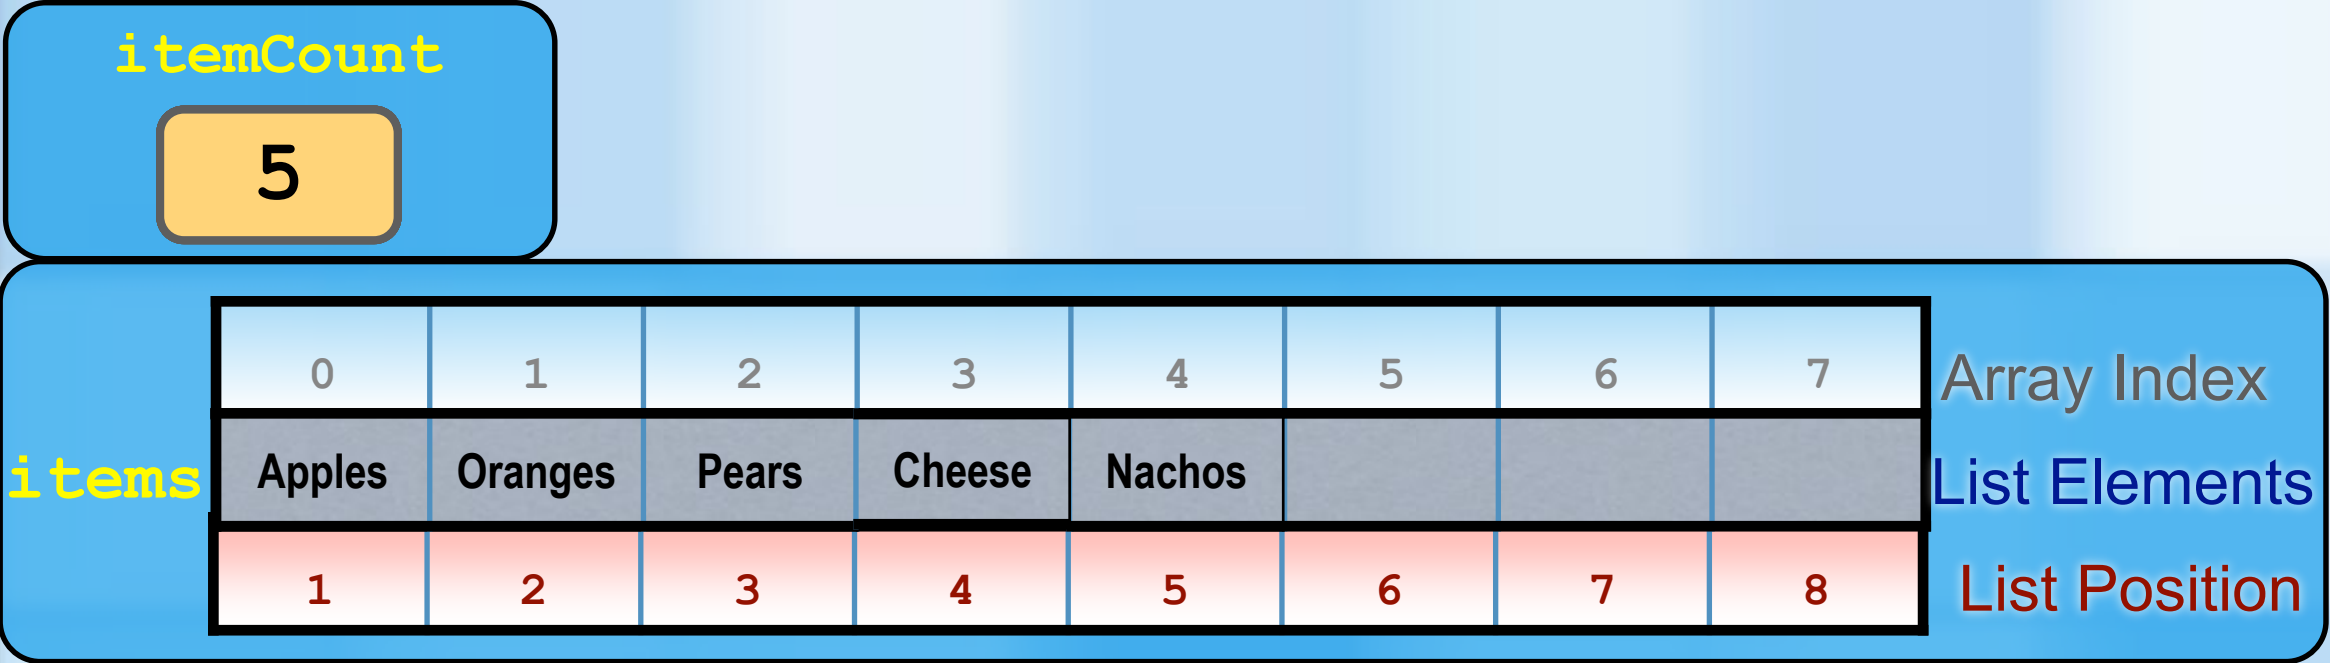 itemCount
5
0 1 2 3 4 5 6 7 Array Index
items Apples Oranges Pears Cheese Nachos List Elements
1 2 3 4 5 6 7 8 List Position